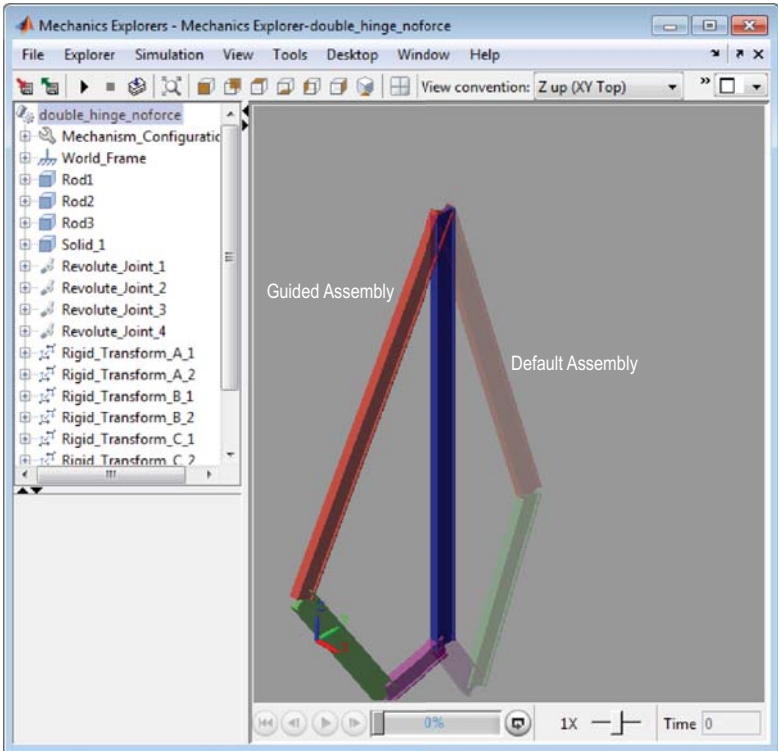 Mechanics Explorers - Mechanics Explorer-double_hinge_noforce
File Explorer Simulation View Tools Desktop Window Help
View convention: Z up (XY Top) »
double_hinge_noforce
Mechanism_Configuratic
World_Frame
Rod1
Rod2
Rod3
Solid_1
Revolute_Joint_1
Revolute_Joint_2
Revolute_Joint_3
Revolute_Joint_4
Rigid_Transform_A_1
Rigid_Transform_A_2
Rigid_Transform_B_1
Rigid_Transform_B_2
Rigid_Transform_C_1
Rigid_Transform_C_2
Guided Assembly
Default Assembly
0% 1X Time 0